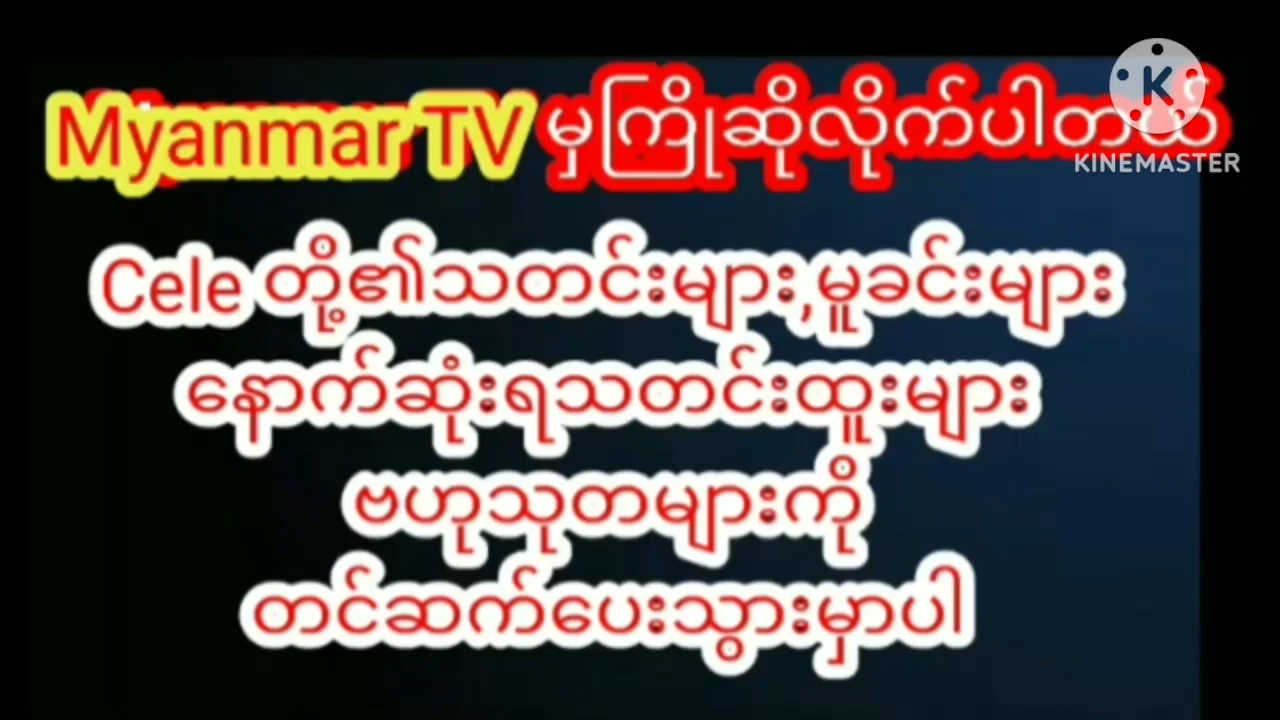 Myanmar TV မှကြိုဆိုလိုက်ပါတယ်
K
KINEMASTER
Cele တို့၏သတင်းများ,မူခင်းများ
နောက်ဆုံးရသတင်းထူးများ
ဗဟုသုတများကို
တင်ဆက်ပေးသွားမှာပါ